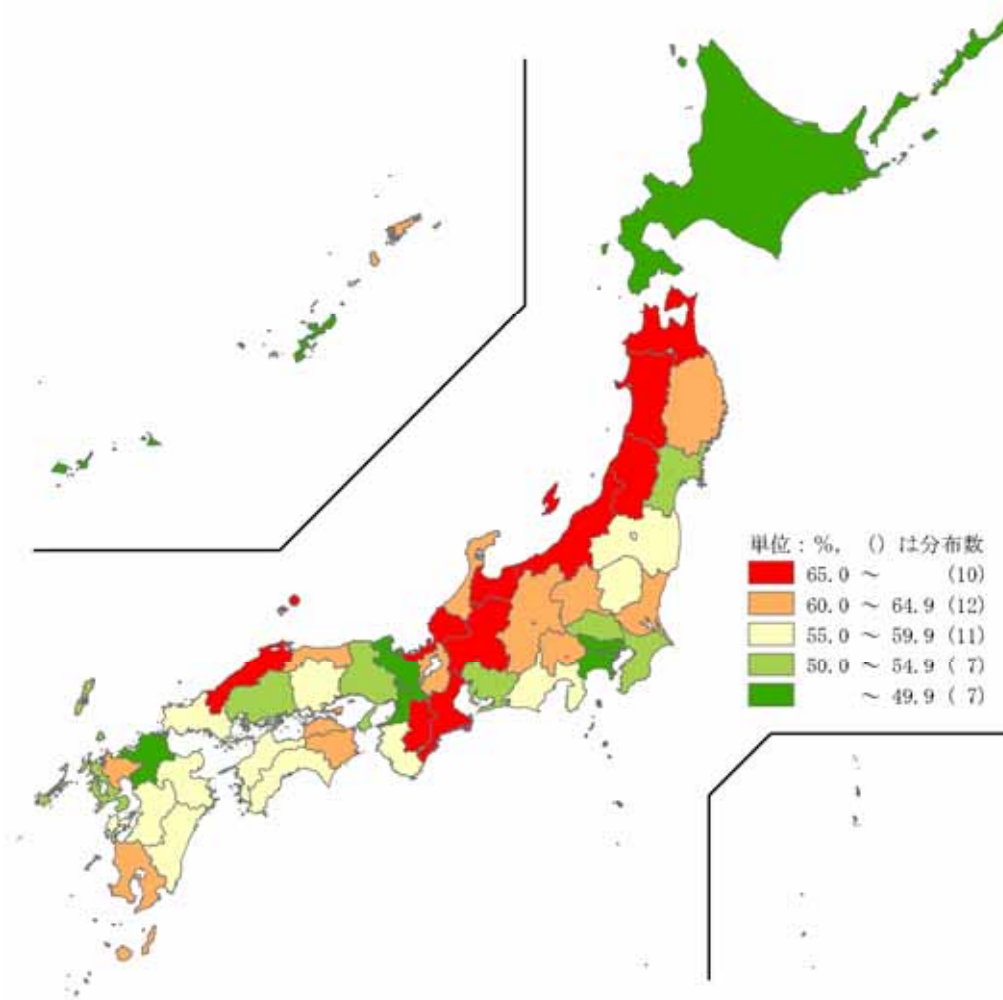 単位：%， () は分布数
65.0 ～ (10)
60.0 ～ 64.9 (12)
55.0 ～ 59.9 (11)
50.0 ～ 54.9 ( 7)
～ 49.9 ( 7)